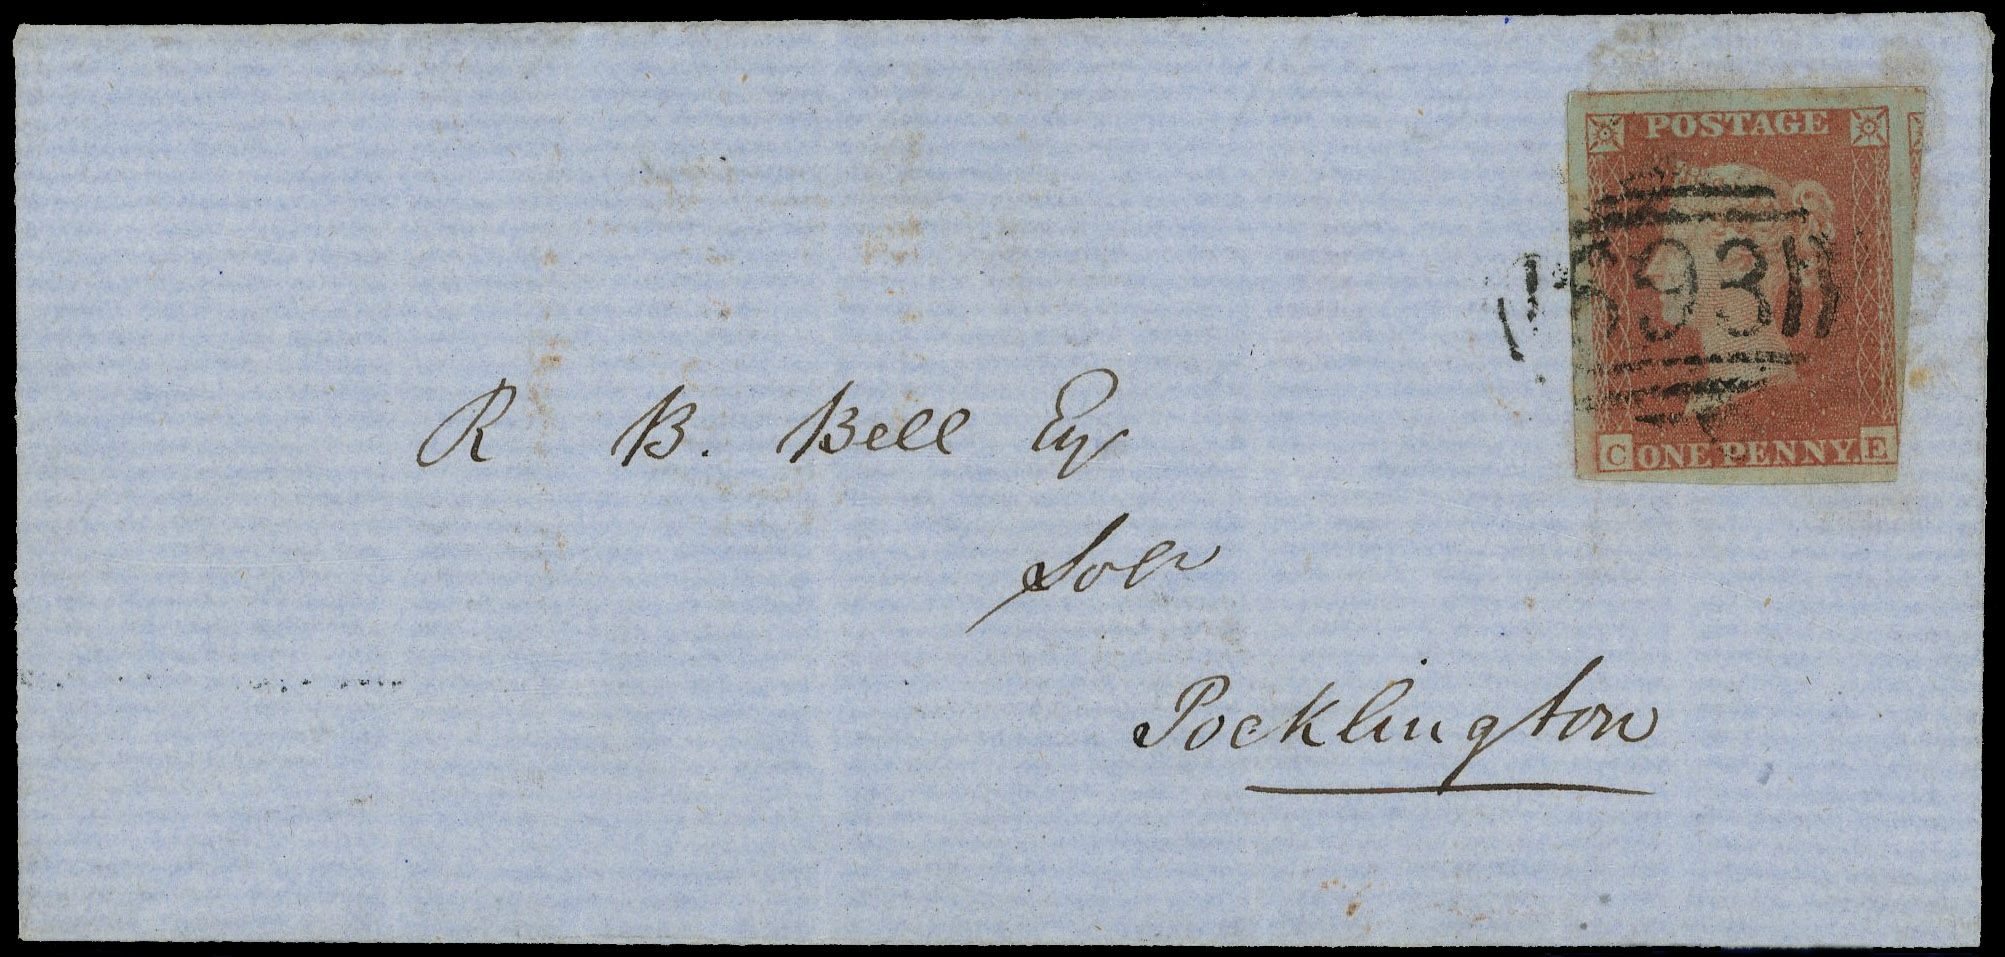 POSTAGE
593
C ONE PENNY. E
R B. Bell Esq
Solr
Pocklington